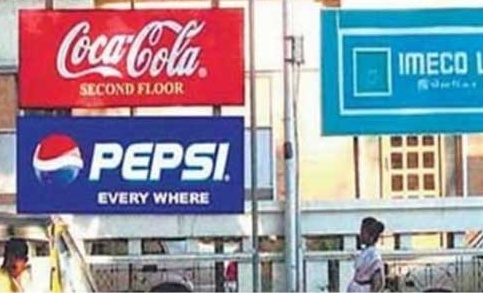 Coca-Cola
SECOND FLOOR
PEPSI
EVERY WHERE
IMECO